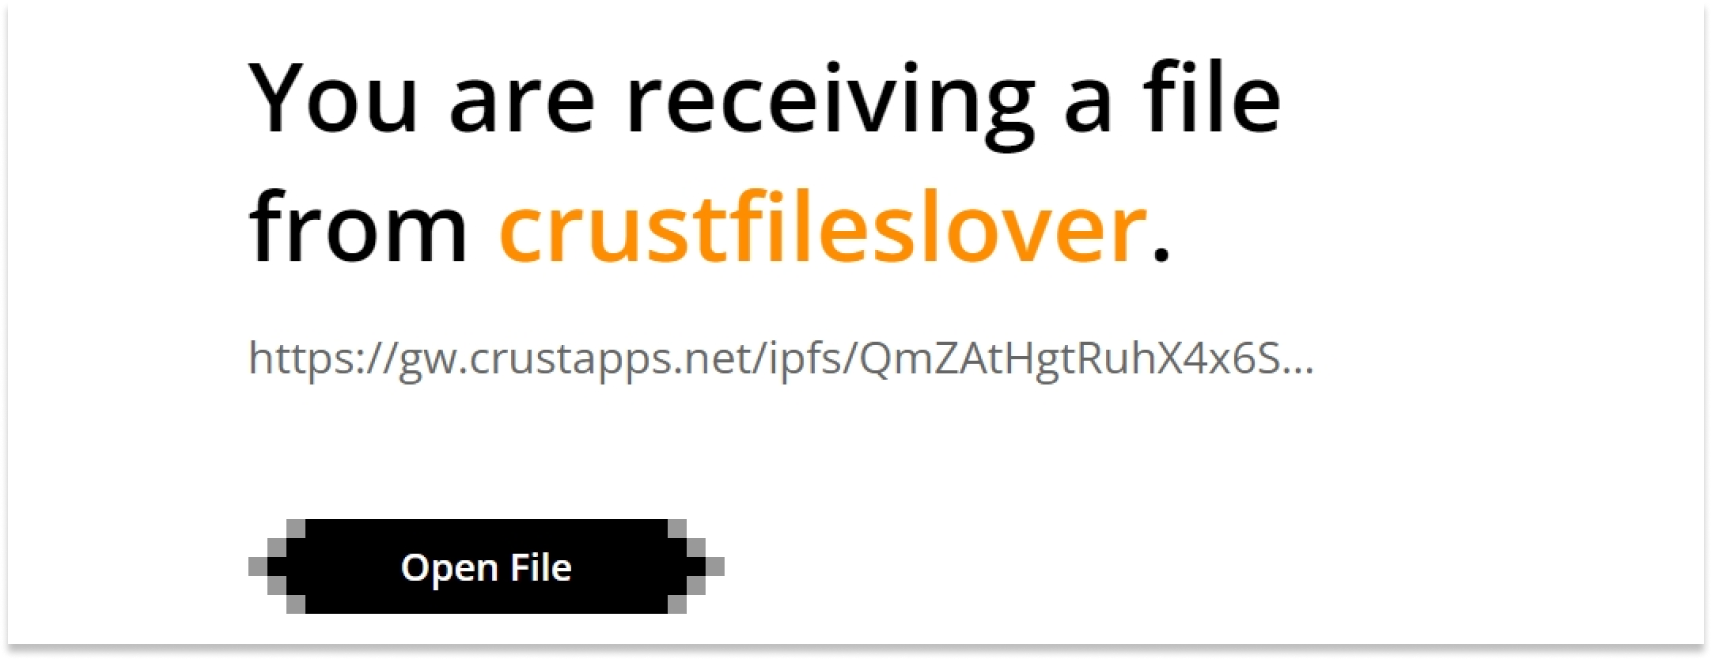 You are receiving a file
from crustfileslover.
https://gw.crustapps.net/ipfs/QmZAtHgtRuhX4x6S...
Open File